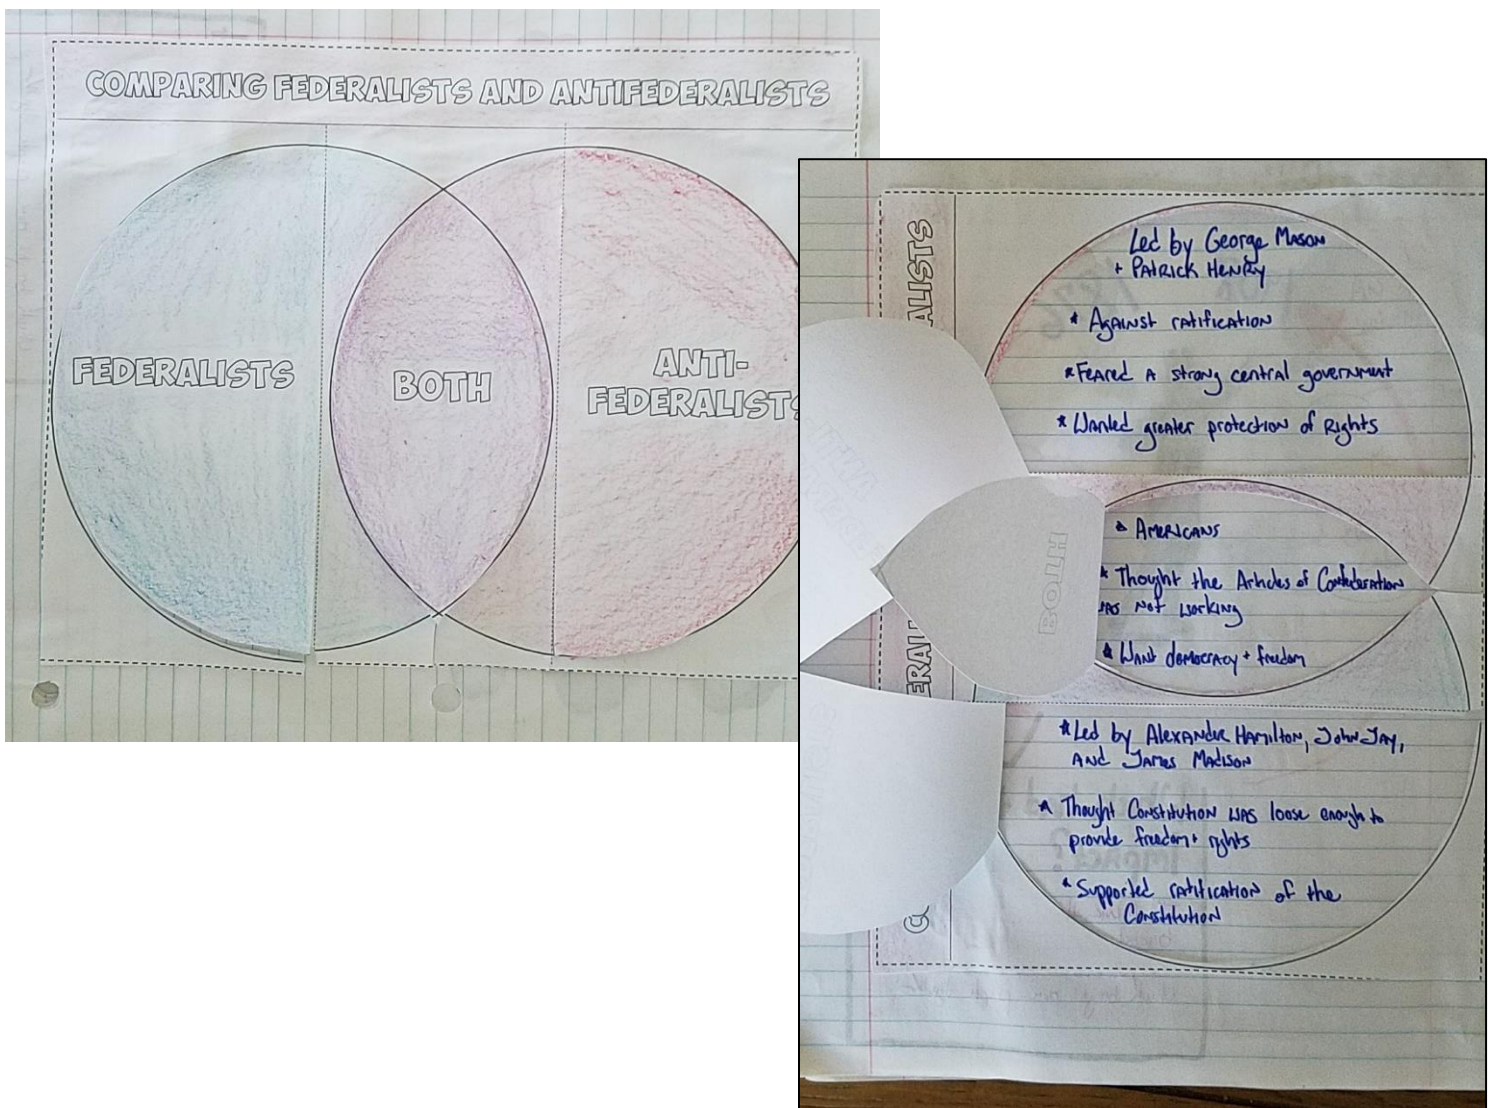 COMPARING FEDERALISTS AND ANTIFEDERALISTS
FEDERALISTS
BOTH
ANTI-
FEDERALISTS
ALISTS
Led by George Mason
+ Patrick Henry
* Against ratification
* Feared a strong central government
* Wanted greater protection of Rights
BOTH
* Americans
* Thought the Articles of Confederation
was not working
* Want democracy + freedom
ERAL
* Led by Alexander Hamilton, John Jay,
And James Madison
* Thought Constitution was loose enough to
provide freedom + rights
* Supported ratification of the
Constitution